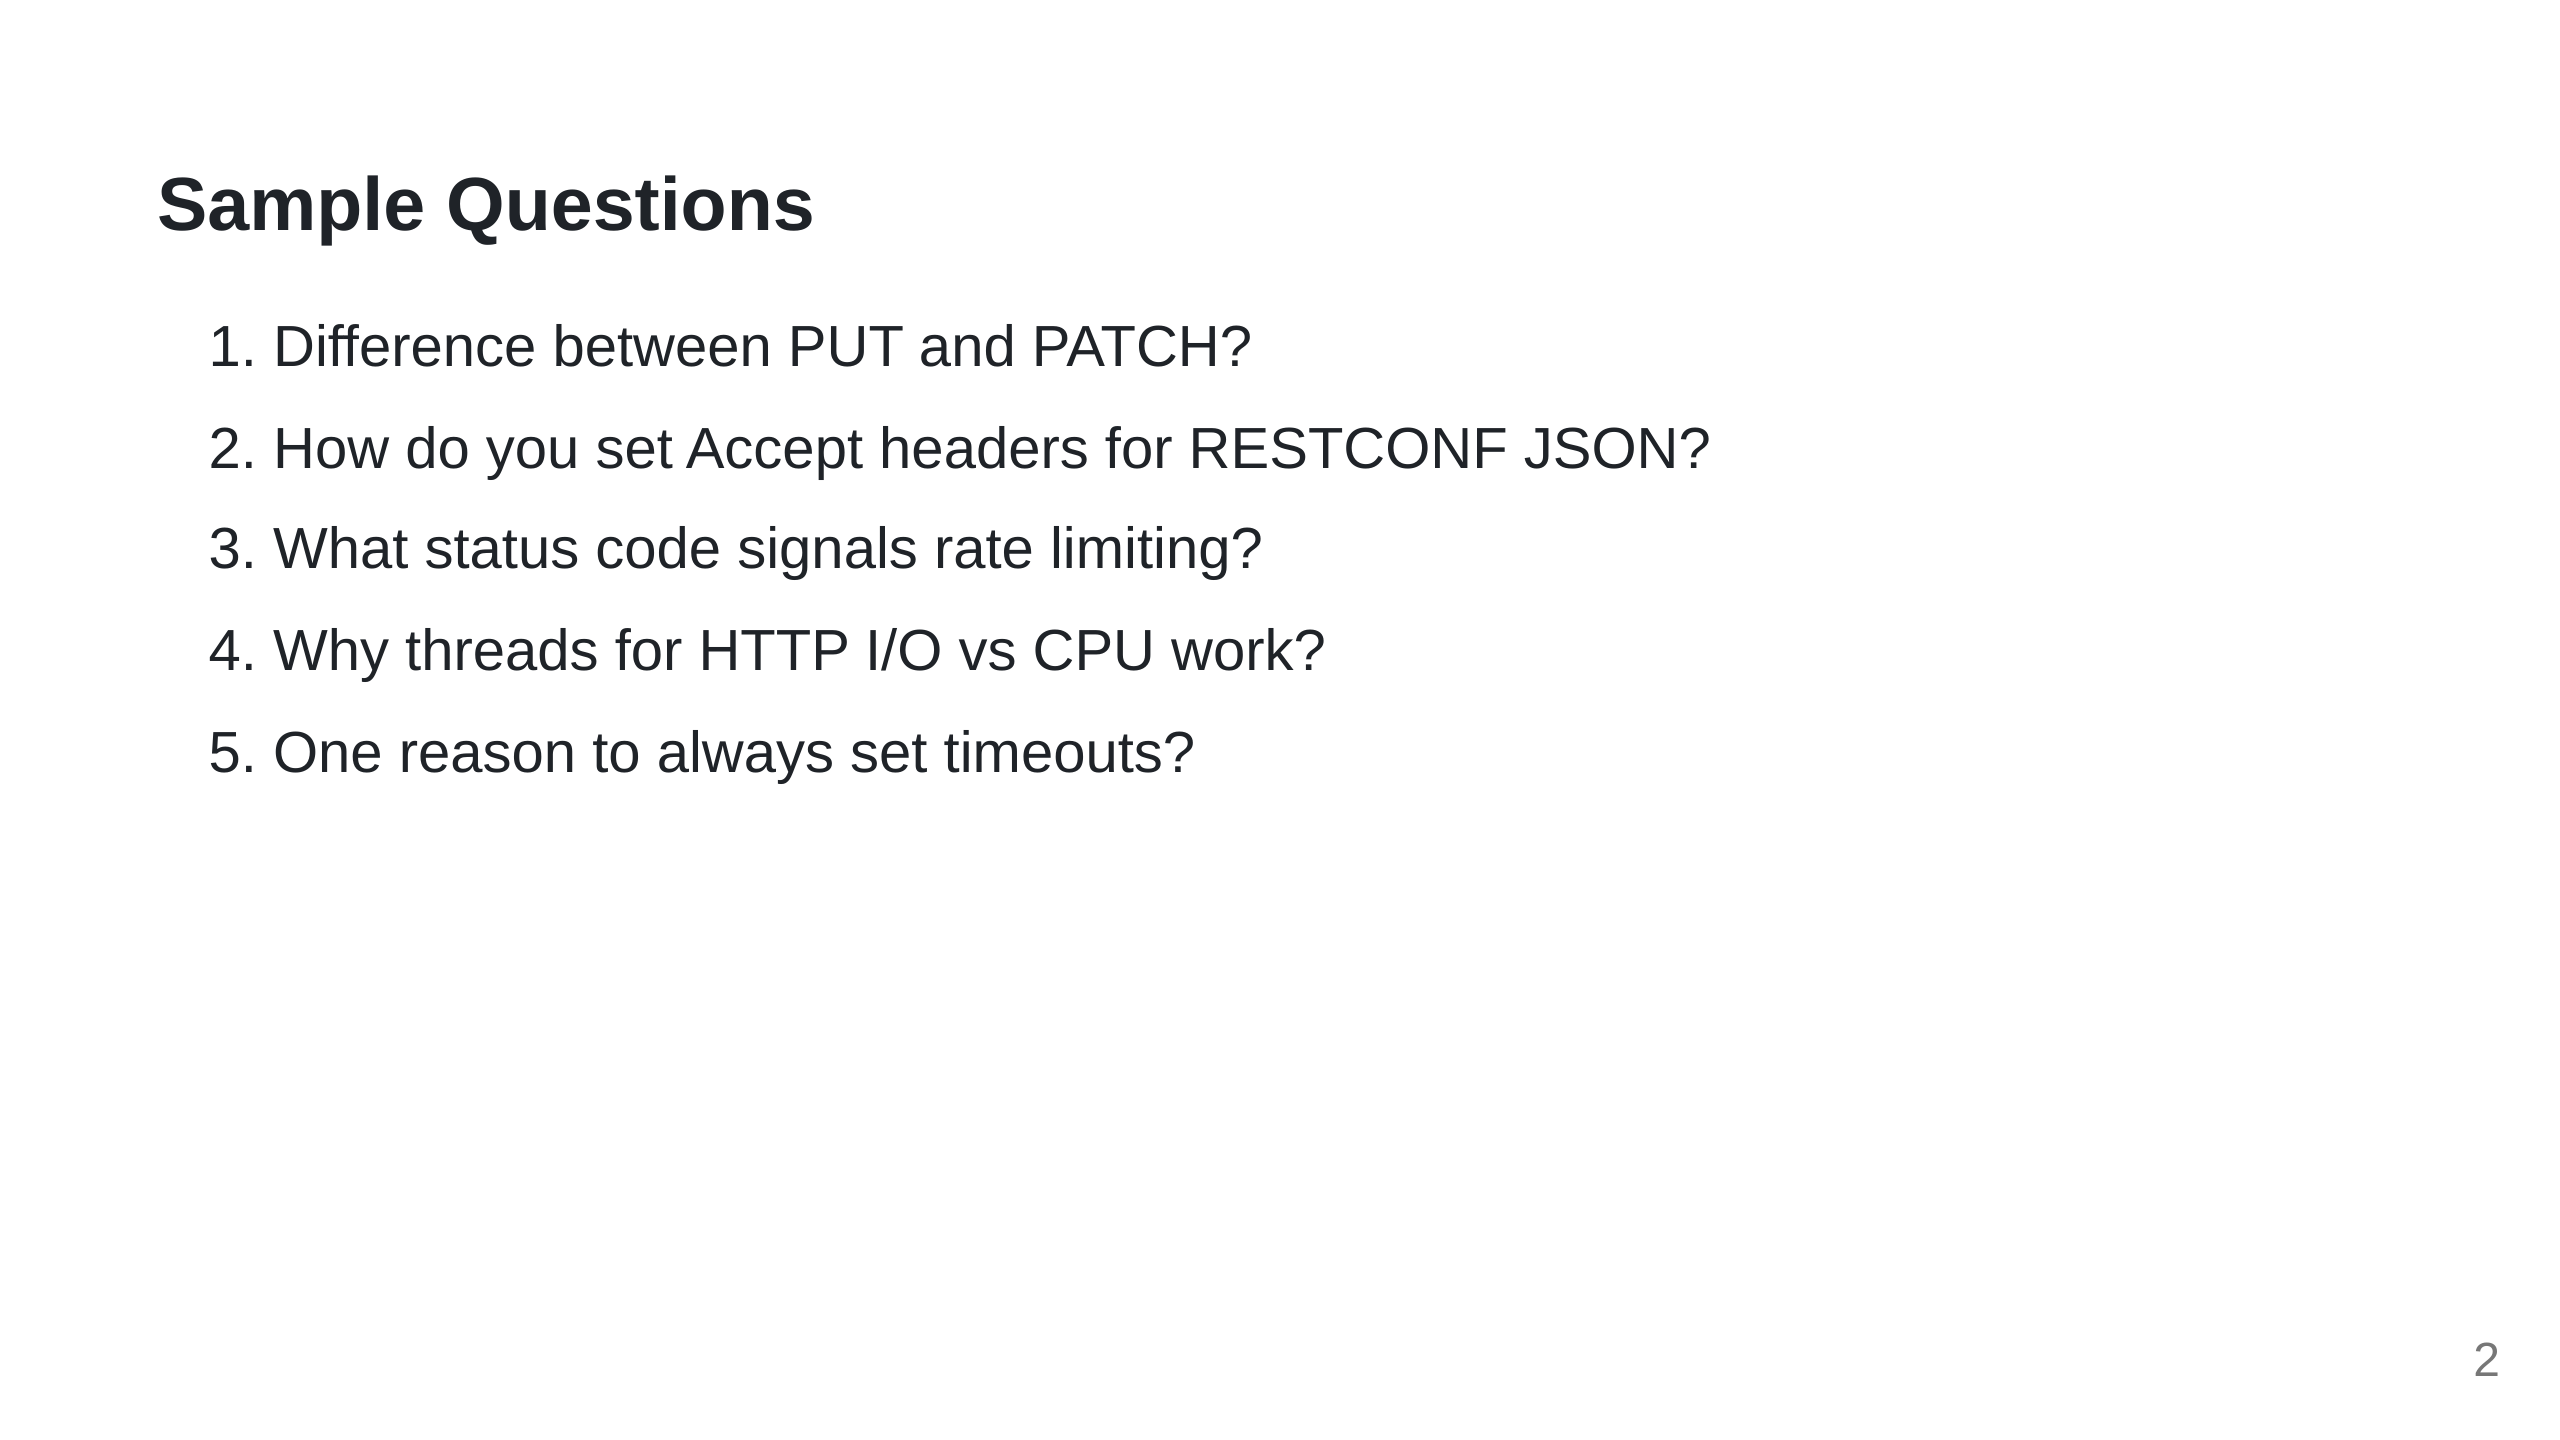 Sample Questions
1. Difference between PUT and PATCH?
2. How do you set Accept headers for RESTCONF JSON?
3. What status code signals rate limiting?
4. Why threads for HTTP I/O vs CPU work?
5. One reason to always set timeouts?
2